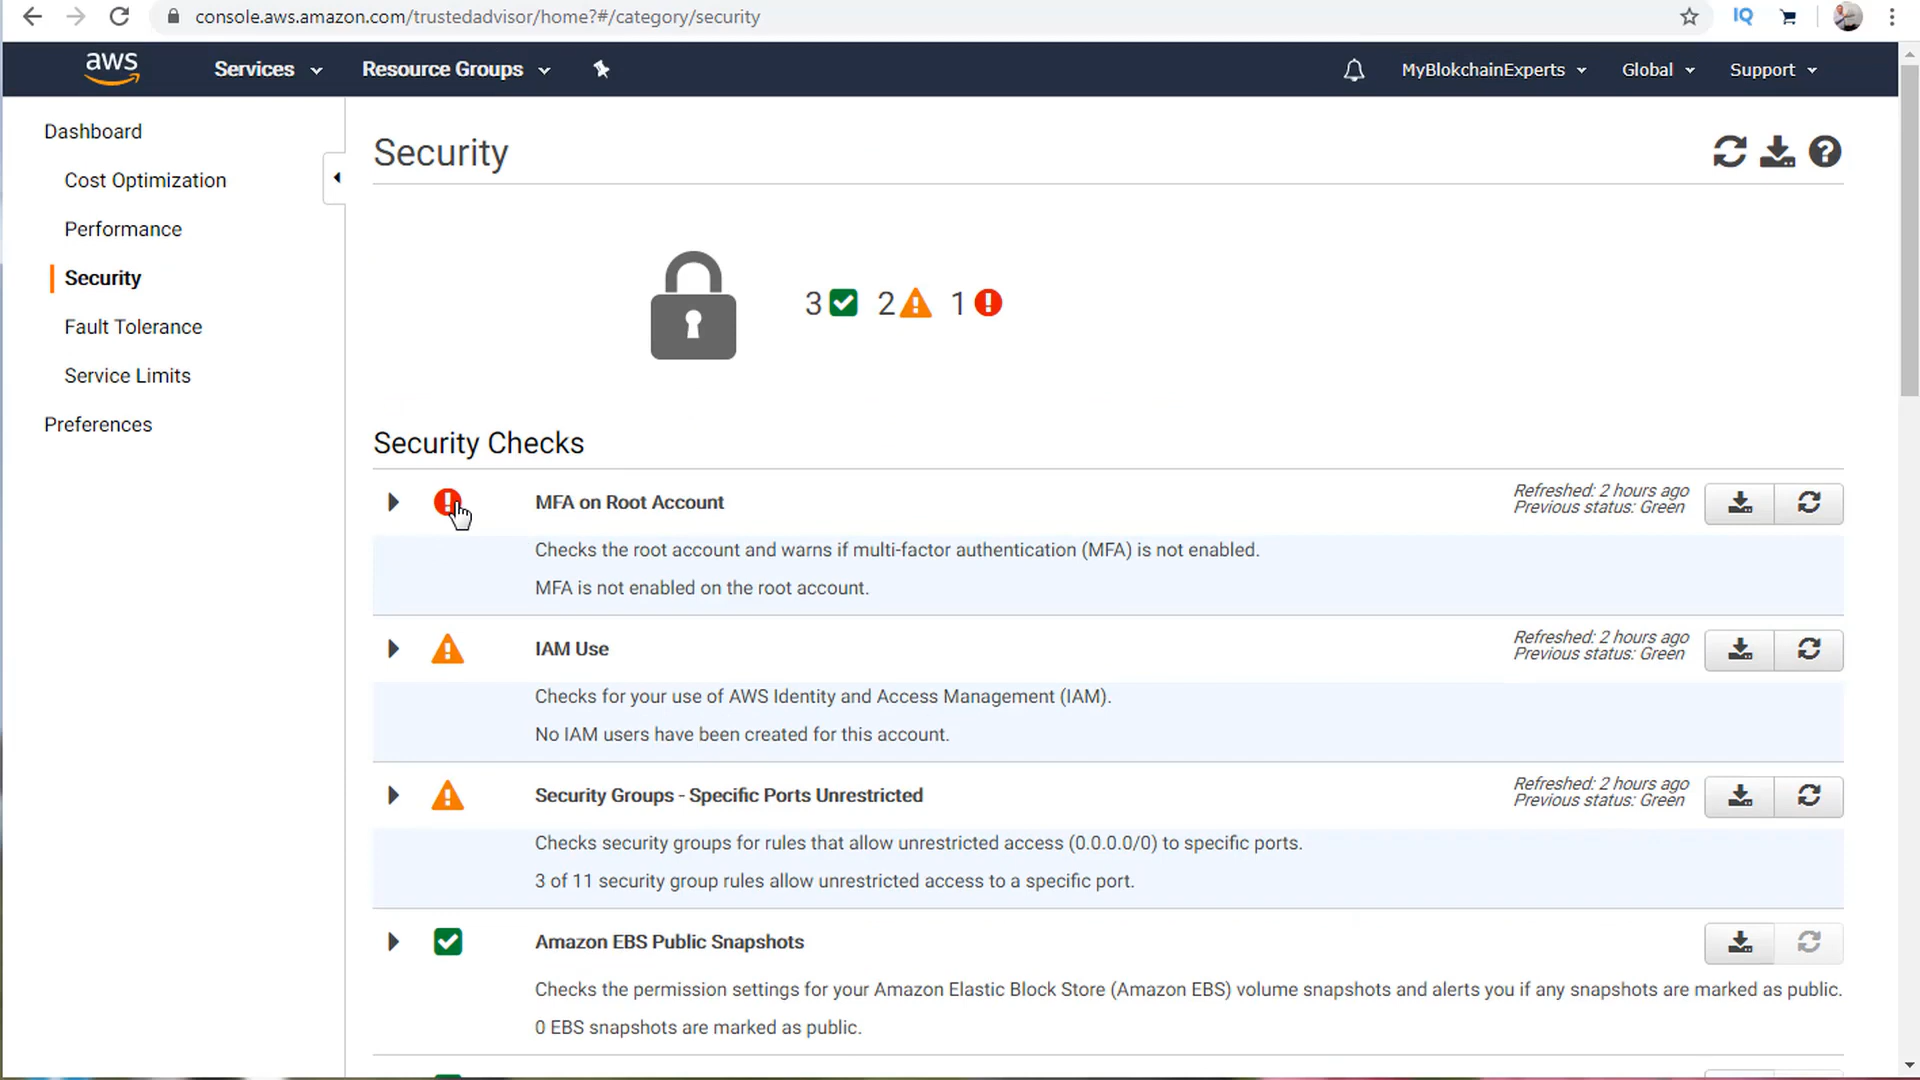 console.aws.amazon.com/trustedadvisor/home?#/category/security
IQ
aws
Services
Resource Groups
MyBlokchainExperts
Global
Support
Dashboard
Cost Optimization
Performance
Security
Fault Tolerance
Service Limits
Preferences
Security
3
2
1
Security Checks
MFA on Root Account
Refreshed: 2 hours ago
Previous status: Green
Checks the root account and warns if multi-factor authentication (MFA) is not enabled.
MFA is not enabled on the root account.
IAM Use
Refreshed: 2 hours ago
Previous status: Green
Checks for your use of AWS Identity and Access Management (IAM).
No IAM users have been created for this account.
Security Groups - Specific Ports Unrestricted
Refreshed: 2 hours ago
Previous status: Green
Checks security groups for rules that allow unrestricted access (0.0.0.0/0) to specific ports.
3 of 11 security group rules allow unrestricted access to a specific port.
Amazon EBS Public Snapshots
Checks the permission settings for your Amazon Elastic Block Store (Amazon EBS) volume snapshots and alerts you if any snapshots are marked as public.
0 EBS snapshots are marked as public.